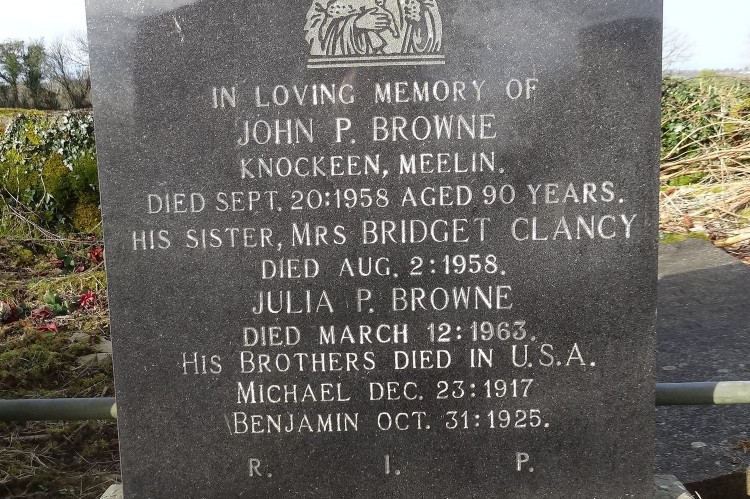 IN LOVING MEMORY OF
JOHN P. BROWNE
KNOCKEEN, MEELIN.
DIED SEPT. 20:1958 AGED 90 YEARS.
HIS SISTER, MRS BRIDGET CLANCY
DIED AUG. 2:1958.
JULIA P. BROWNE
DIED MARCH 12:1963.
HIS BROTHERS DIED IN U.S.A.
MICHAEL DEC. 23:1917
BENJAMIN OCT. 31:1925.
R. I. P.